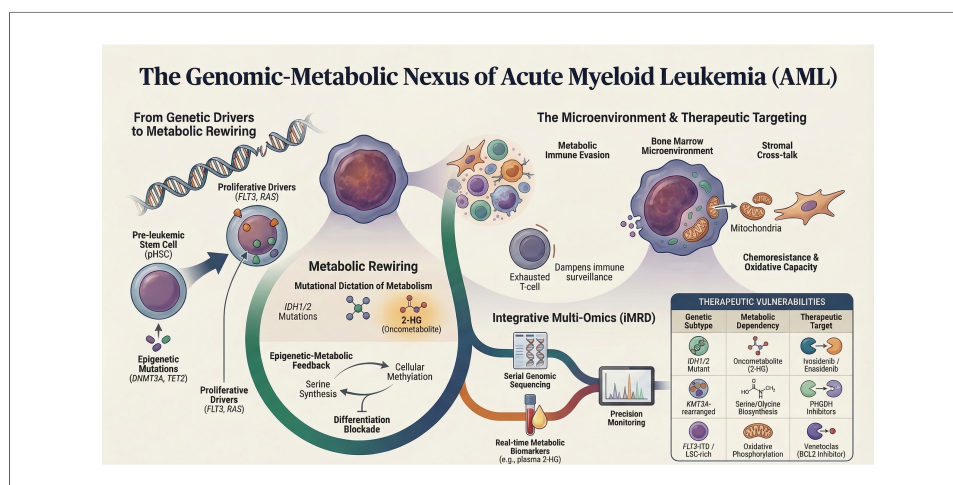 The Genomic-Metabolic Nexus of Acute Myeloid Leukemia (AML)
From Genetic Drivers
to Metabolic Rewiring
Proliferative Drivers
(FLT3, RAS)
Pre-leukemic
Stem Cell
(pHSC)
Epigenetic
Mutations
(DNMT3A, TET2)
Proliferative
Drivers
(FLT3, RAS)
Metabolic Rewiring
Mutational Dictation of Metabolism
IDH1/2
Mutations
2-HG
(Oncometabolite)
Epigenetic-Metabolic
Feedback
Cellular
Methylation
Serine
Synthesis
Differentiation
Blockade
The Microenvironment & Therapeutic Targeting
Metabolic
Immune Evasion
Bone Marrow
Microenvironment
Stromal
Cross-talk
Mitochondria
Exhausted
T-cell
Dampens immune
surveillance
Chemoresistance &
Oxidative Capacity
Integrative Multi-Omics (iMRD)
Serial Genomic
Sequencing
Real-time Metabolic
Biomarkers
(e.g., plasma 2-HG)
Precision
Monitoring
THERAPEUTIC VULNERABILITIES
Genetic
Subtype
Metabolic
Dependency
Therapeutic
Target
IDH1/2
Mutant
Oncometabolite
(2-HG)
Ivosidenib /
Enasidenib
HO
CH₃
KMT3A-
rearranged
Serine/Glycine
Biosynthesis
PHGDH
Inhibitors
FLT3-ITD /
LSC-rich
Oxidative
Phosphorylation
Venetoclas
(BCL2 Inhibitor)